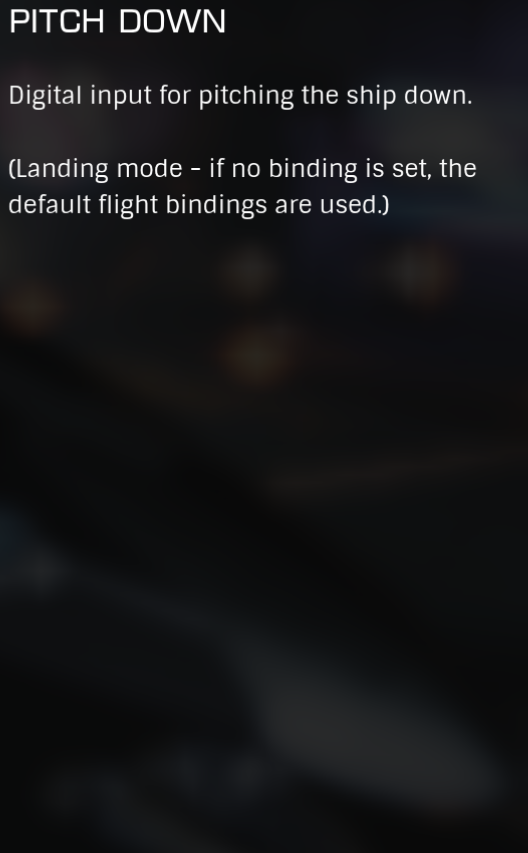 PITCH DOWN
Digital input for pitching the ship down.
(Landing mode - if no binding is set, the
default flight bindings are used.)